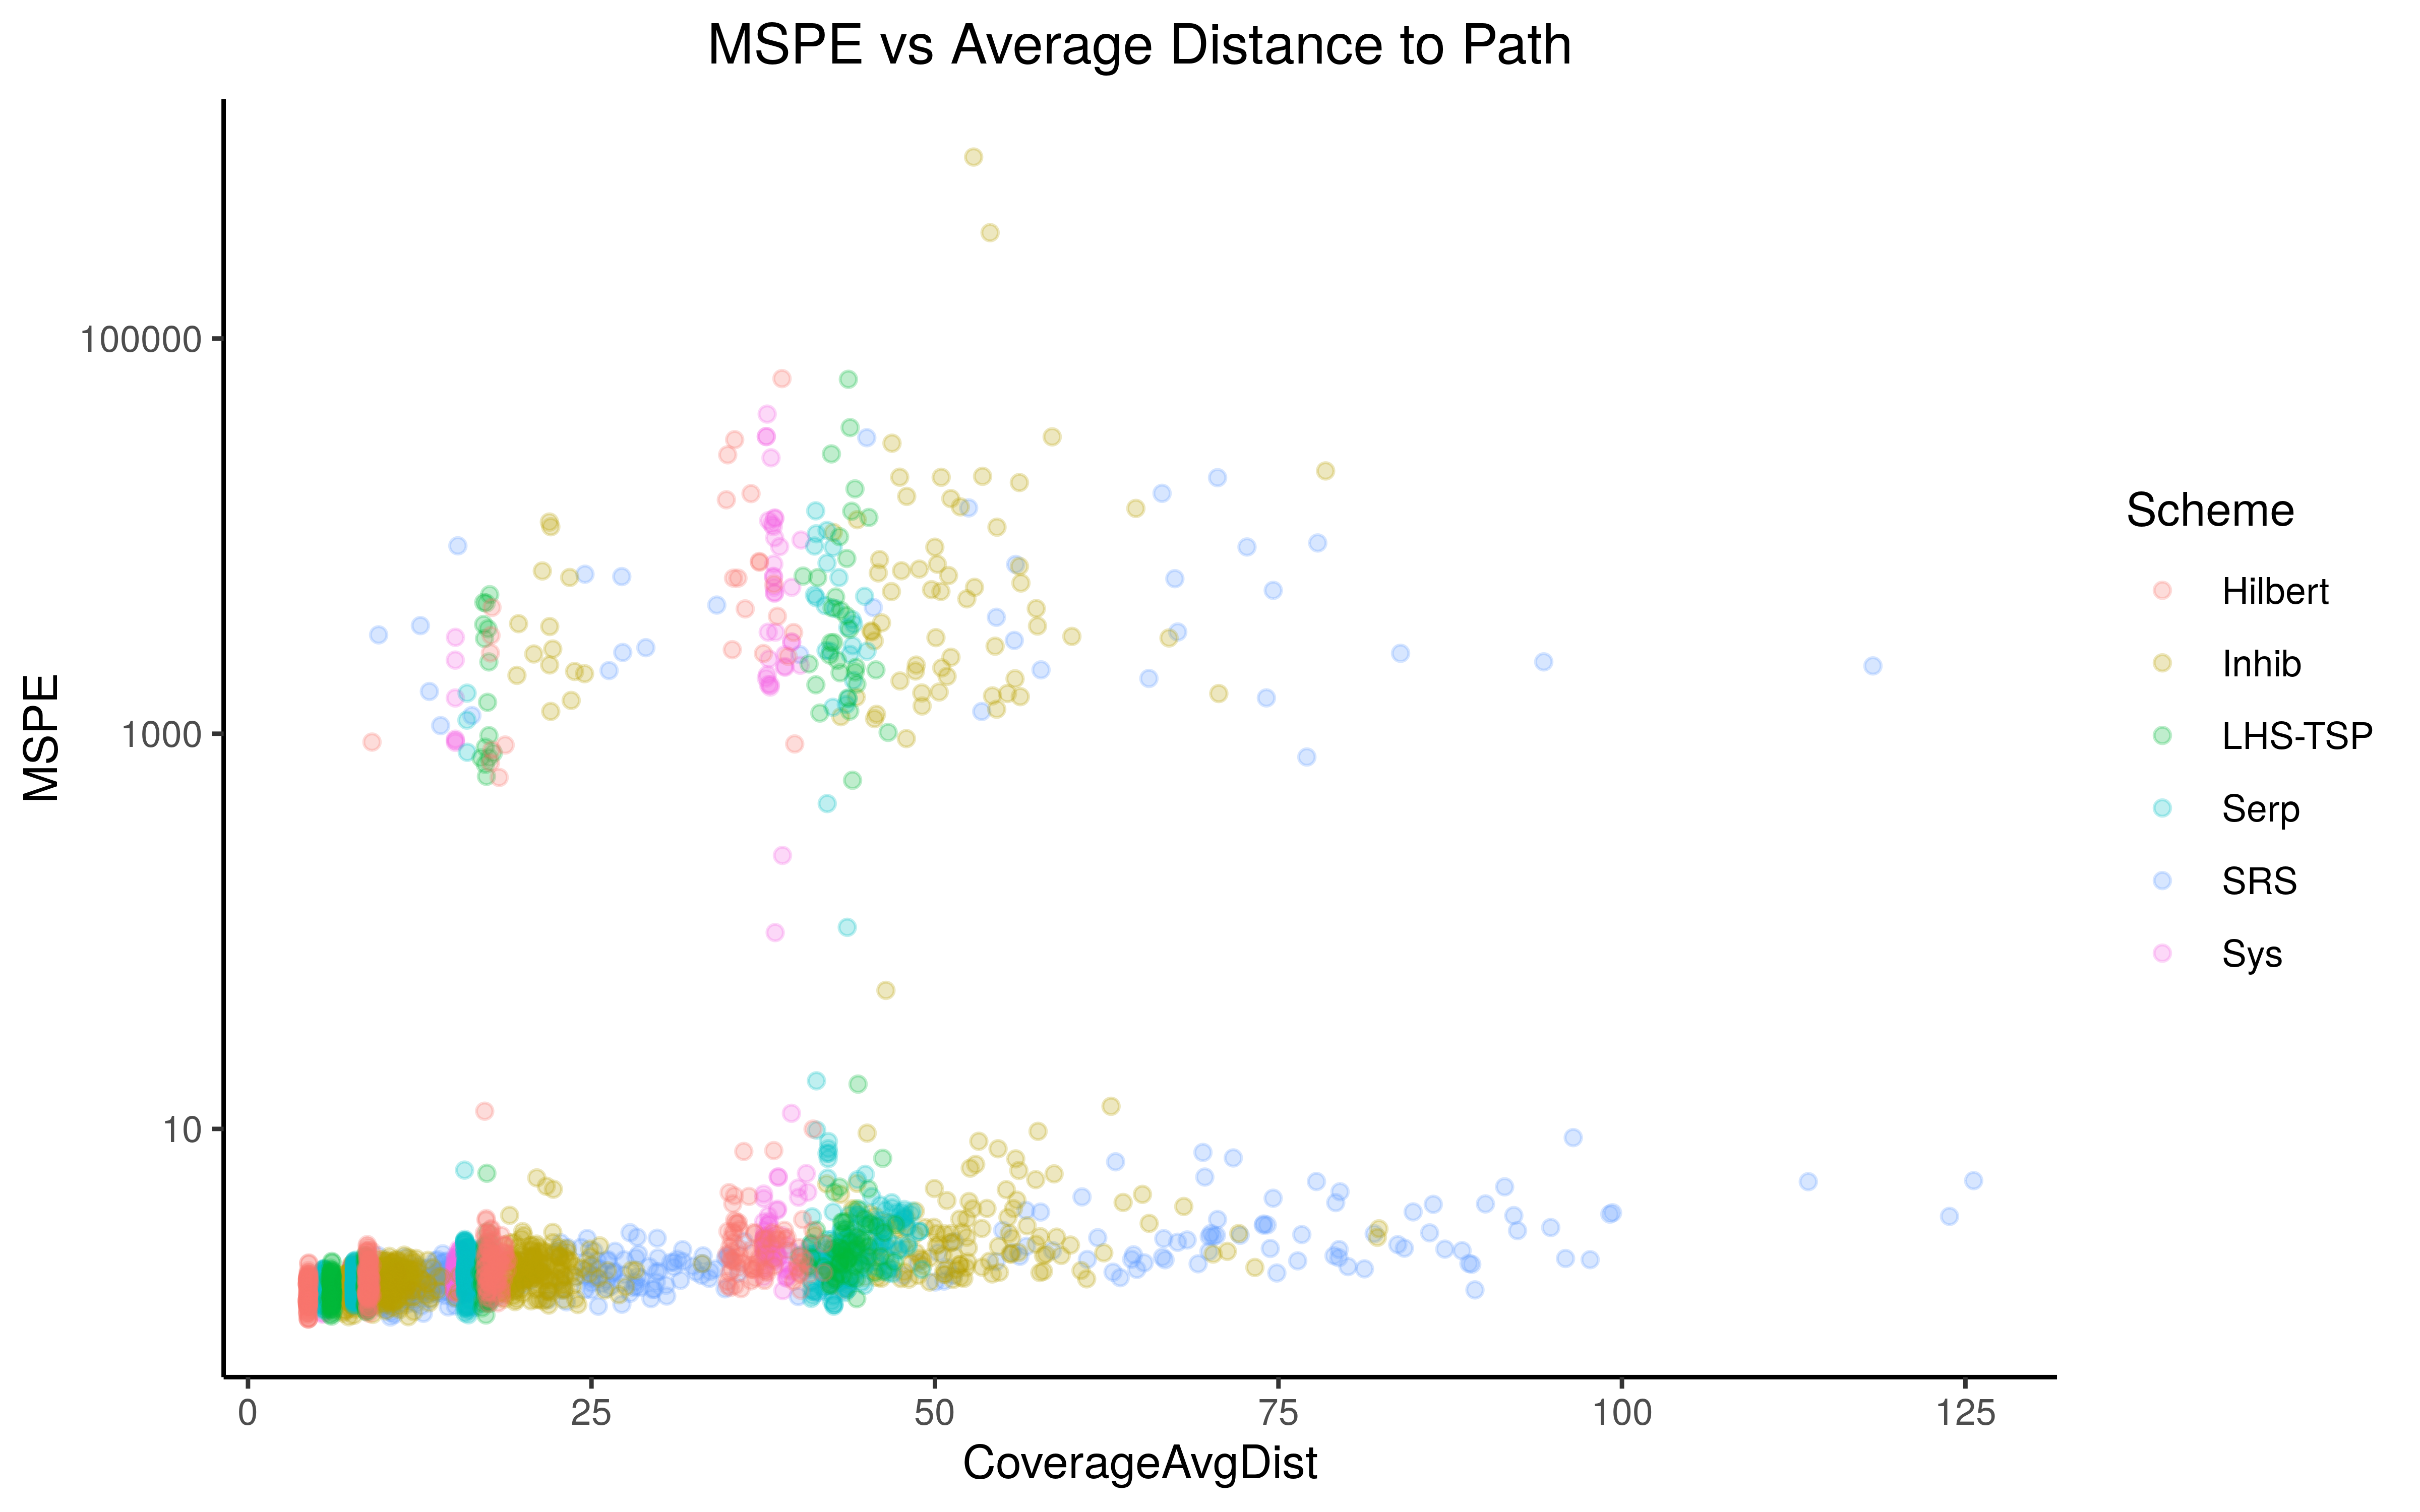 MSPE vs Average Distance to Path
MSPE
100000
1000
10
0
25
50
75
100
125
CoverageAvgDist
Scheme
Hilbert
Inhib
LHS-TSP
Serp
SRS
Sys